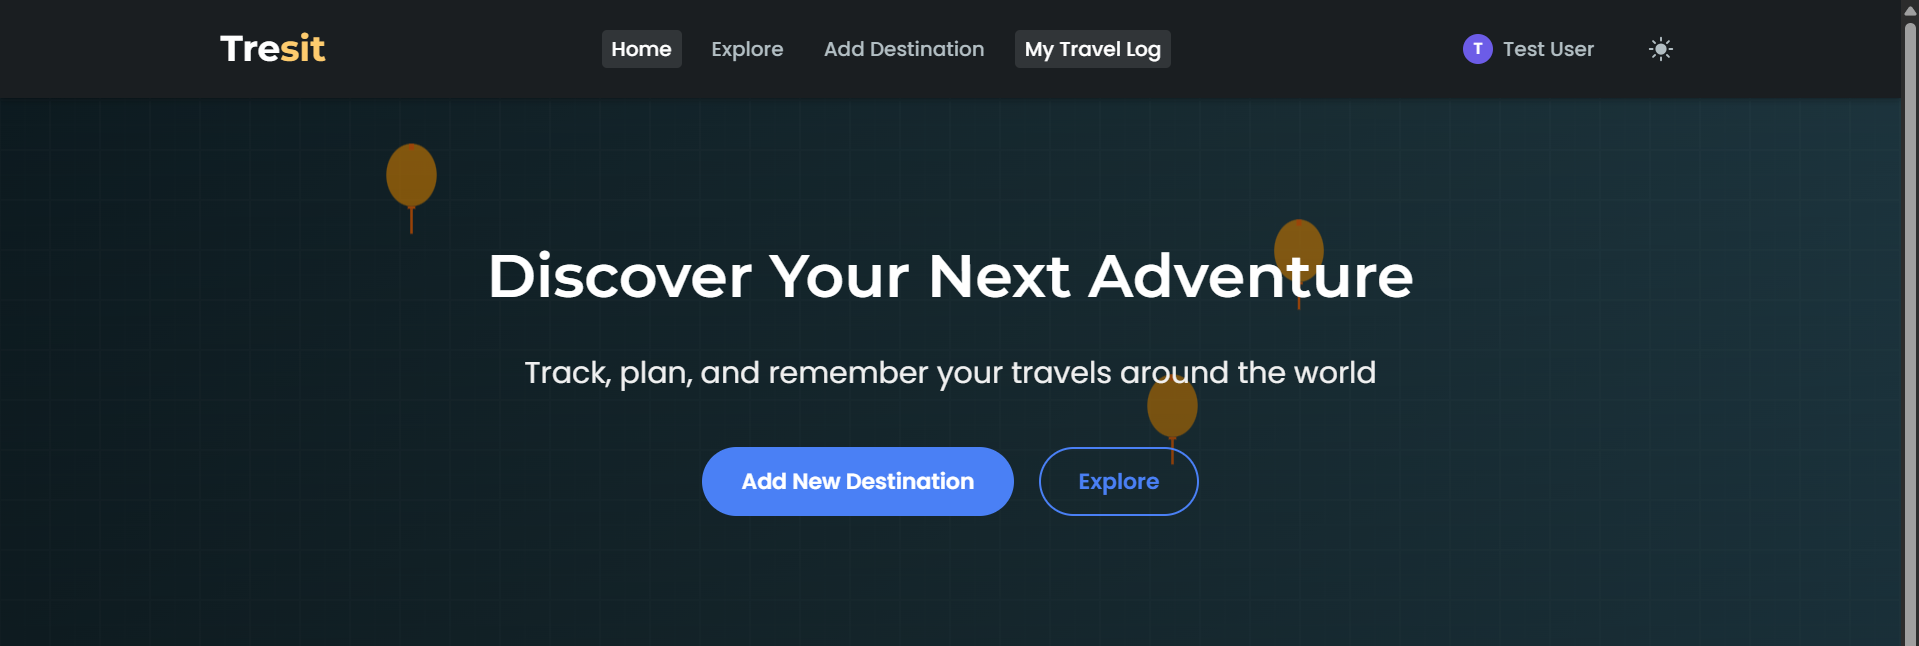 Tresit
Home
Explore
Add Destination
My Travel Log
T
Test User
Discover Your Next Adventure
Track, plan, and remember your travels around the world
Add New Destination
Explore